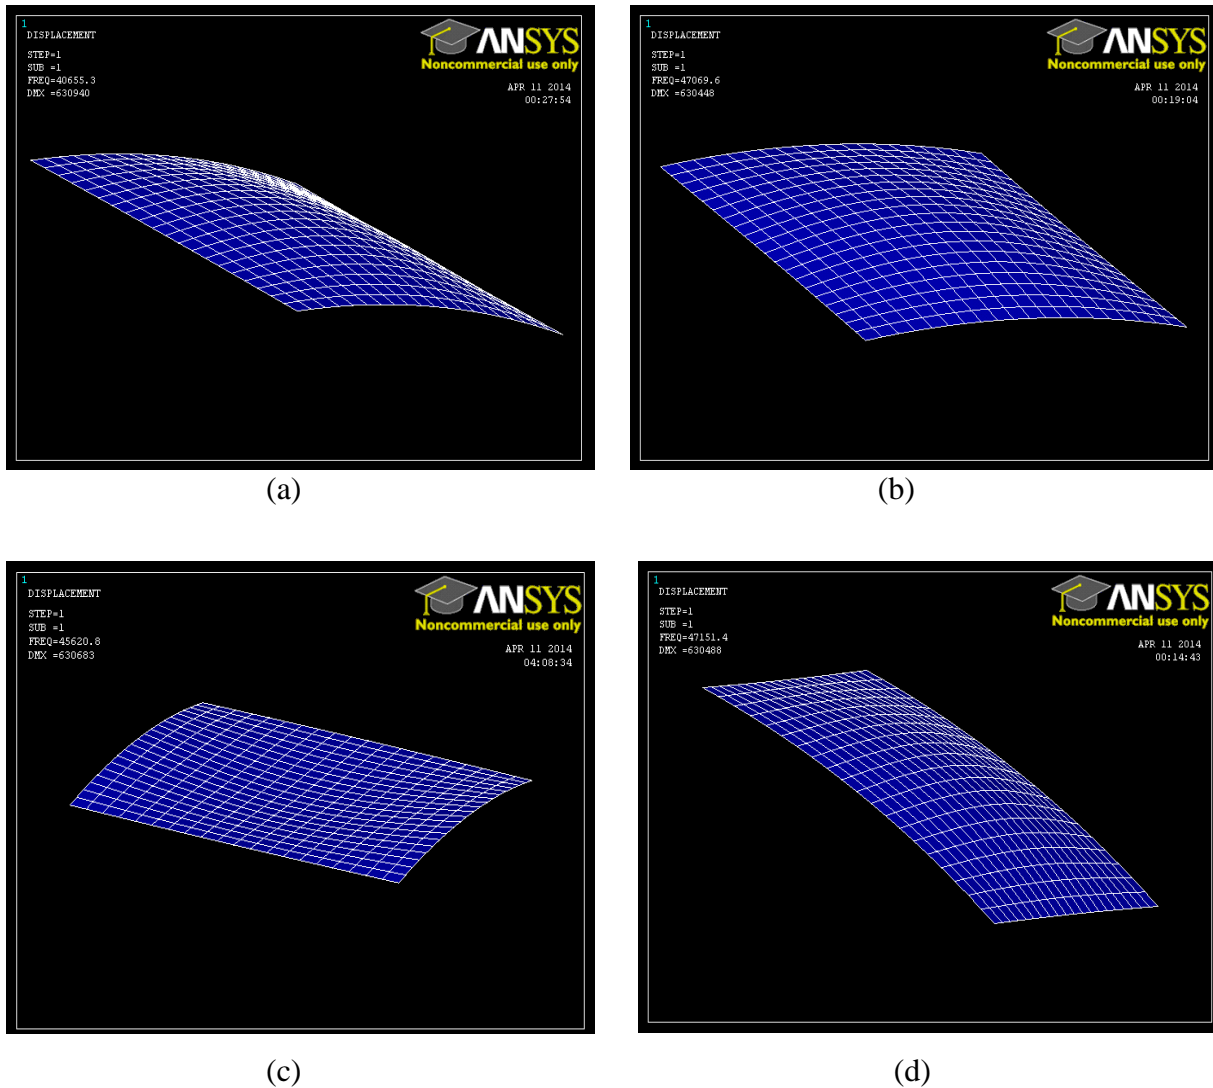 1
DISPLACEMENT
STEP=1
SUB =1
FREQ=40655.3
DMX =630940
ANSYS
Noncommercial use only
APR 11 2014
00:27:54
(a)
1
DISPLACEMENT
STEP=1
SUB =1
FREQ=47069.6
DMX =630448
ANSYS
Noncommercial use only
APR 11 2014
00:19:04
(b)
1
DISPLACEMENT
STEP=1
SUB =1
FREQ=45620.8
DMX =630683
ANSYS
Noncommercial use only
APR 11 2014
04:08:34
(c)
1
DISPLACEMENT
STEP=1
SUB =1
FREQ=47151.4
DMX =630488
ANSYS
Noncommercial use only
APR 11 2014
00:14:43
(d)